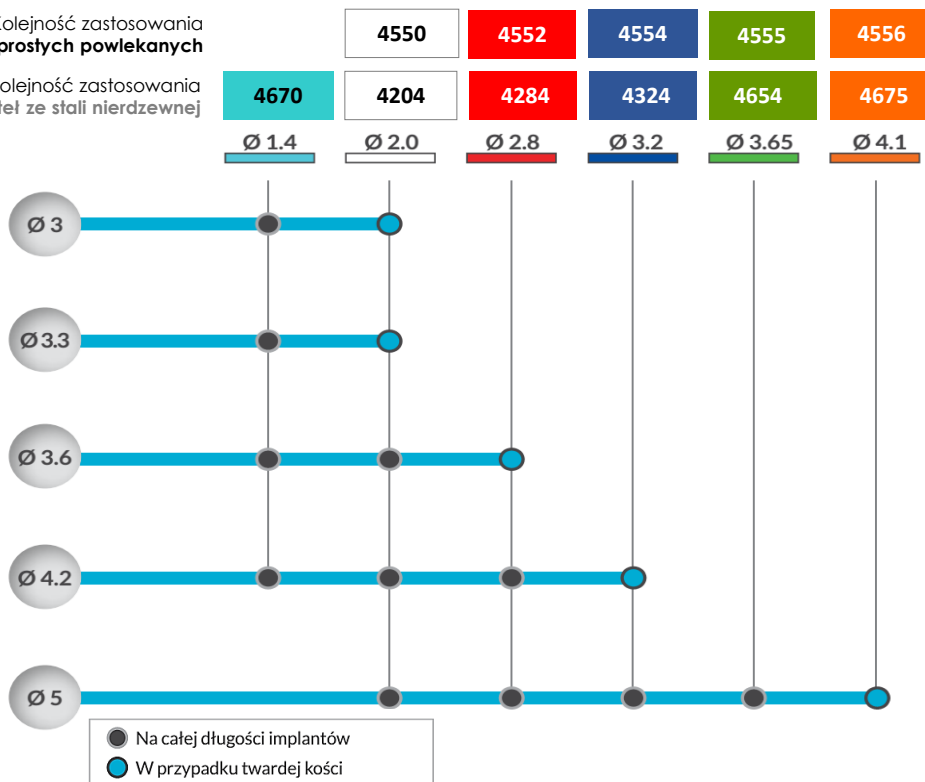 Kolejność zastosowania
prostych powlekanych
4550 4552 4554 4555 4556
olejność zastosowania
teł ze stali nierdzewnej
4670 4204 4284 4324 4654 4675
Ø 1.4 Ø 2.0 Ø 2.8 Ø 3.2 Ø 3.65 Ø 4.1
Ø 3
Ø 3.3
Ø 3.6
Ø 4.2
Ø 5
Na całej długości implantów
W przypadku twardej kości